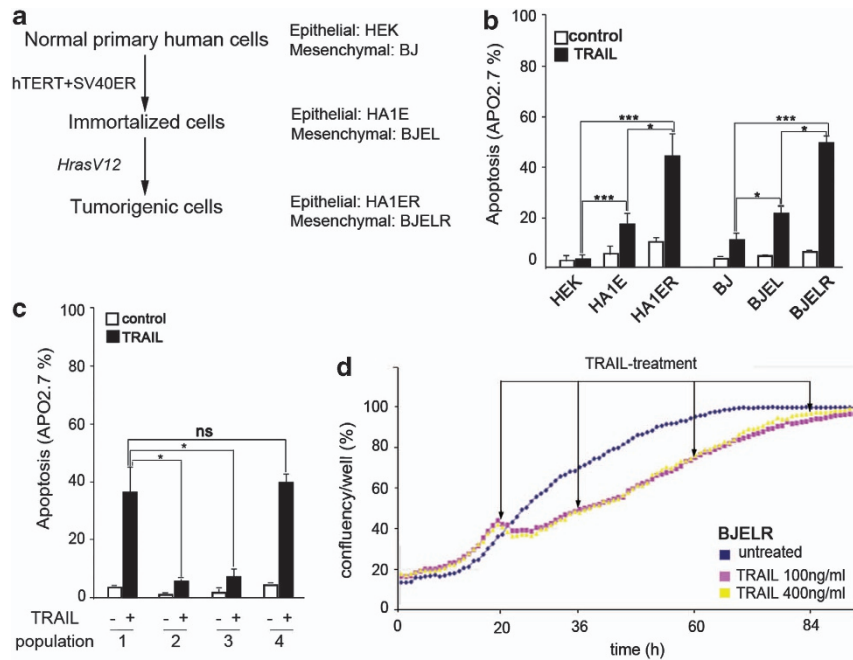 a
Normal primary human cells
Epithelial: HEK
Mesenchymal: BJ
hTERT+SV40ER
Immortalized cells
Epithelial: HA1E
Mesenchymal: BJEL
HrasV12
Tumorigenic cells
Epithelial: HA1ER
Mesenchymal: BJELR
b
control
TRAIL
Apoptosis (APO2.7 %)
100
80
60
40
20
0
***
*
***
***
*
*
HEK
HA1E
HA1ER
BJ
BJEL
BJELR
c
control
TRAIL
Apoptosis (APO2.7 %)
100
80
60
40
20
0
ns
*
*
TRAIL - + - + - + - +
population 1 2 3 4
d
TRAIL-treatment
confluency/well (%)
100
80
60
40
20
0
BJELR
untreated
TRAIL 100ng/ml
TRAIL 400ng/ml
0 20 36 60 84
time (h)